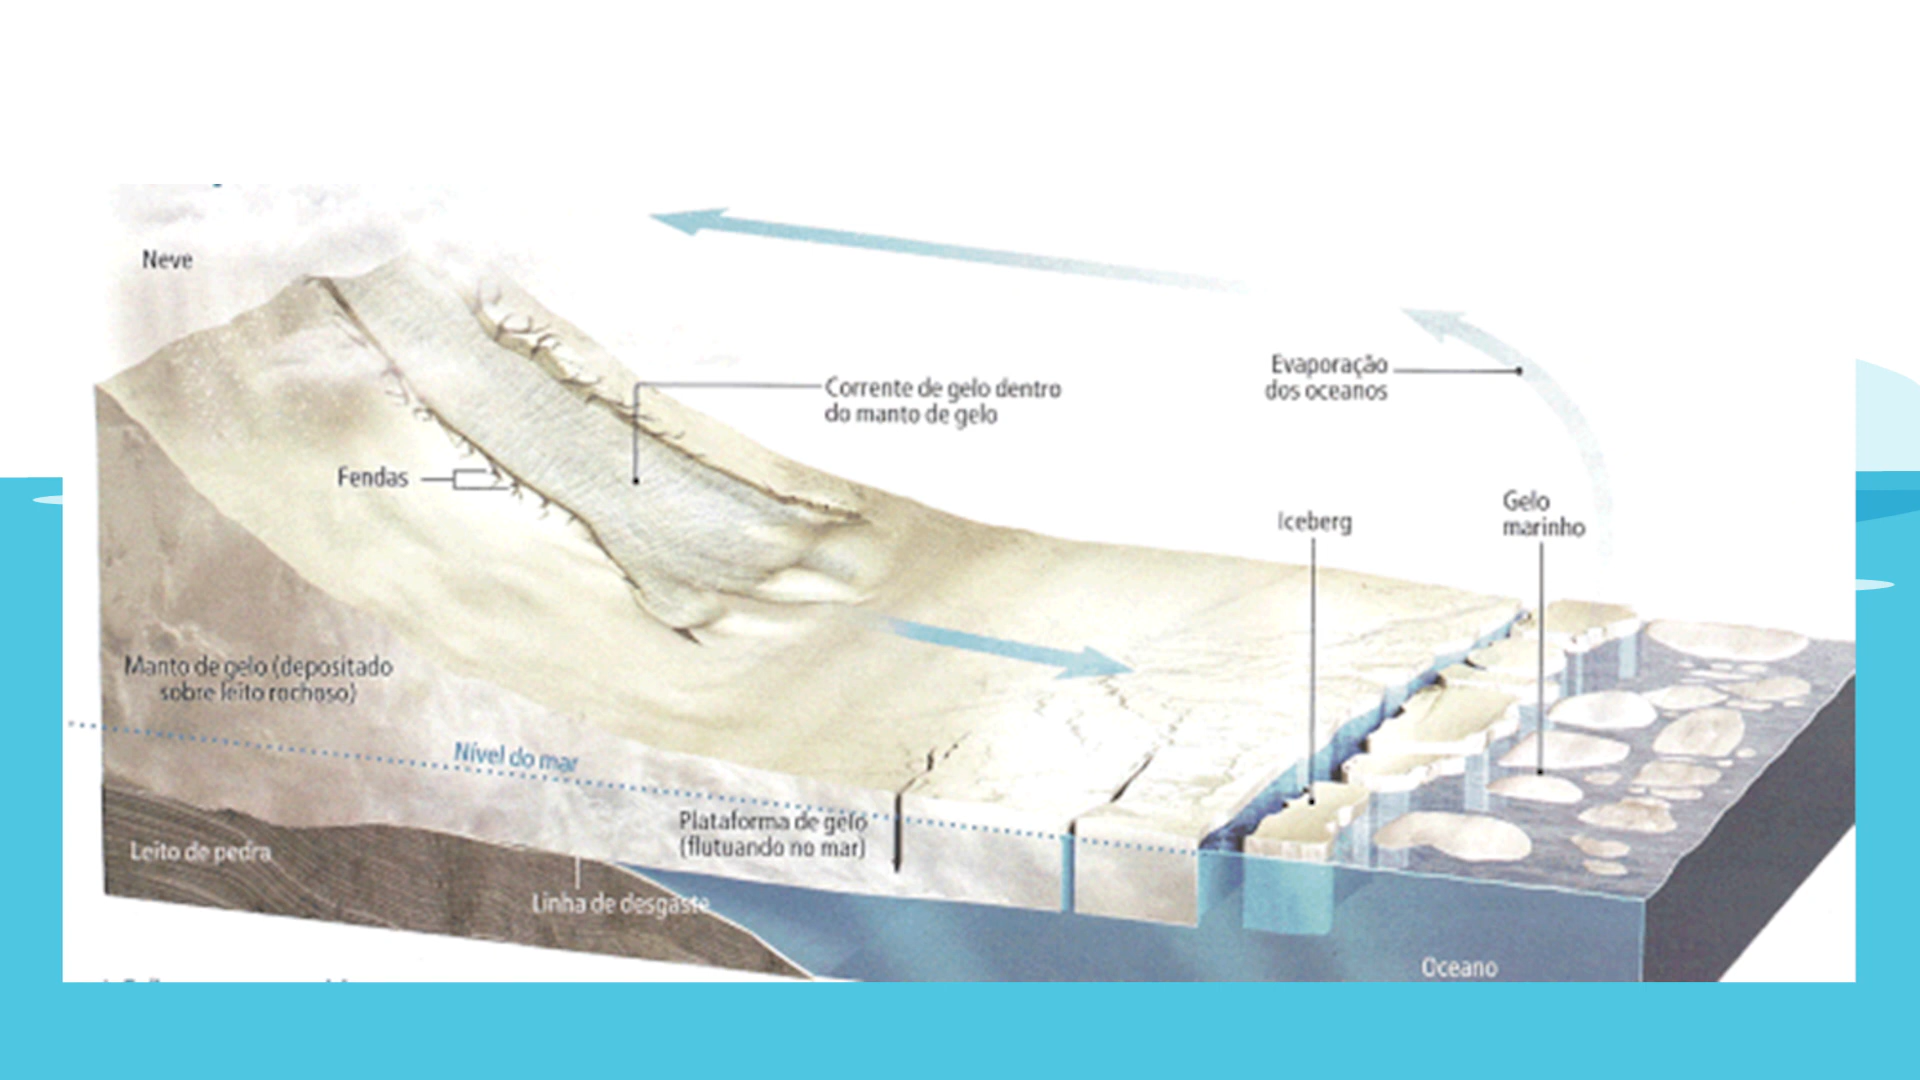 Neve
Corrente de gelo dentro
do manto de gelo
Evaporação
dos oceanos
Fendas
Iceberg
Gelo
marinho
Manto de gelo (depositado
sobre leito rochoso)
Nível do mar
Plataforma de gelo
(flutuando no mar)
Leito de pedra
Linha de desgaste
Oceano